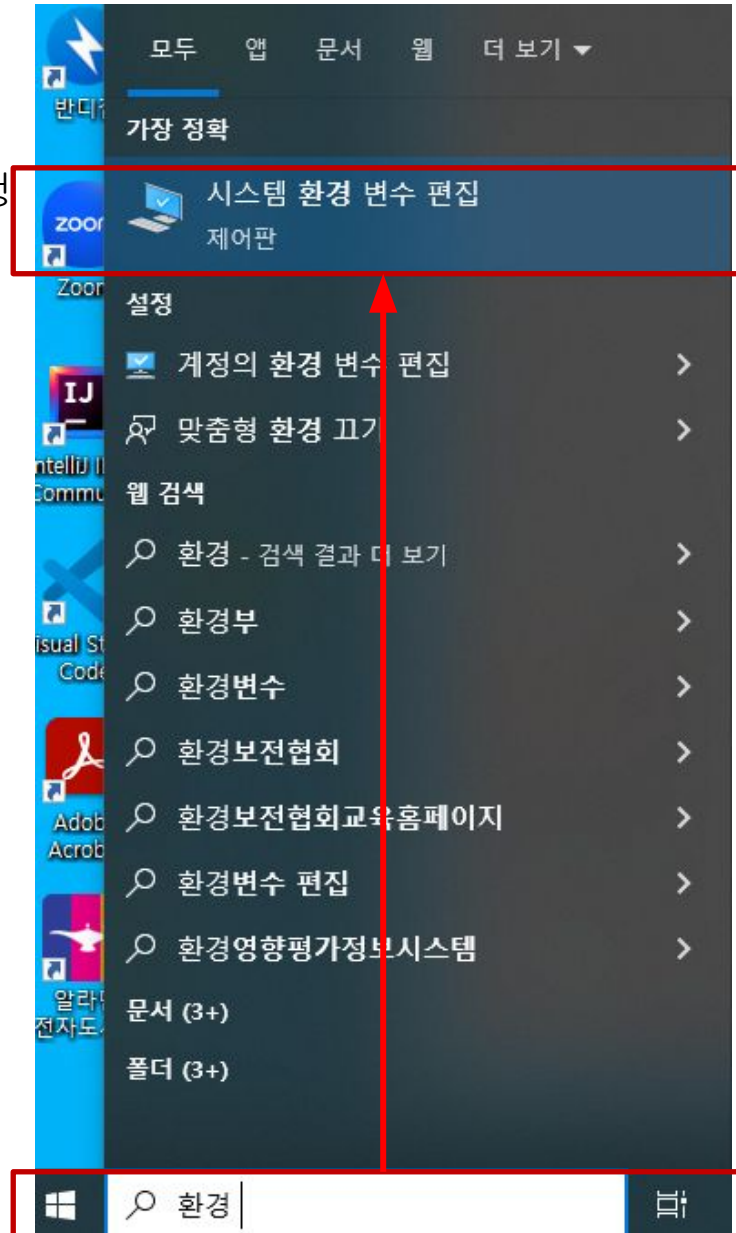 모두 앱 문서 웹 더 보기
가장 정확
시스템 환경 변수 편집
제어판
zoom
설정
계정의 환경 변수 편집
IJ
맞춤형 환경 끄기
웹 검색
환경 - 검색 결과 더 보기
환경부
환경변수
Code
환경보전협회
환경보전협회교육홈페이지
환경변수 편집
환경영향평가정보시스템
문서 (3+)
폴더 (3+)
환경